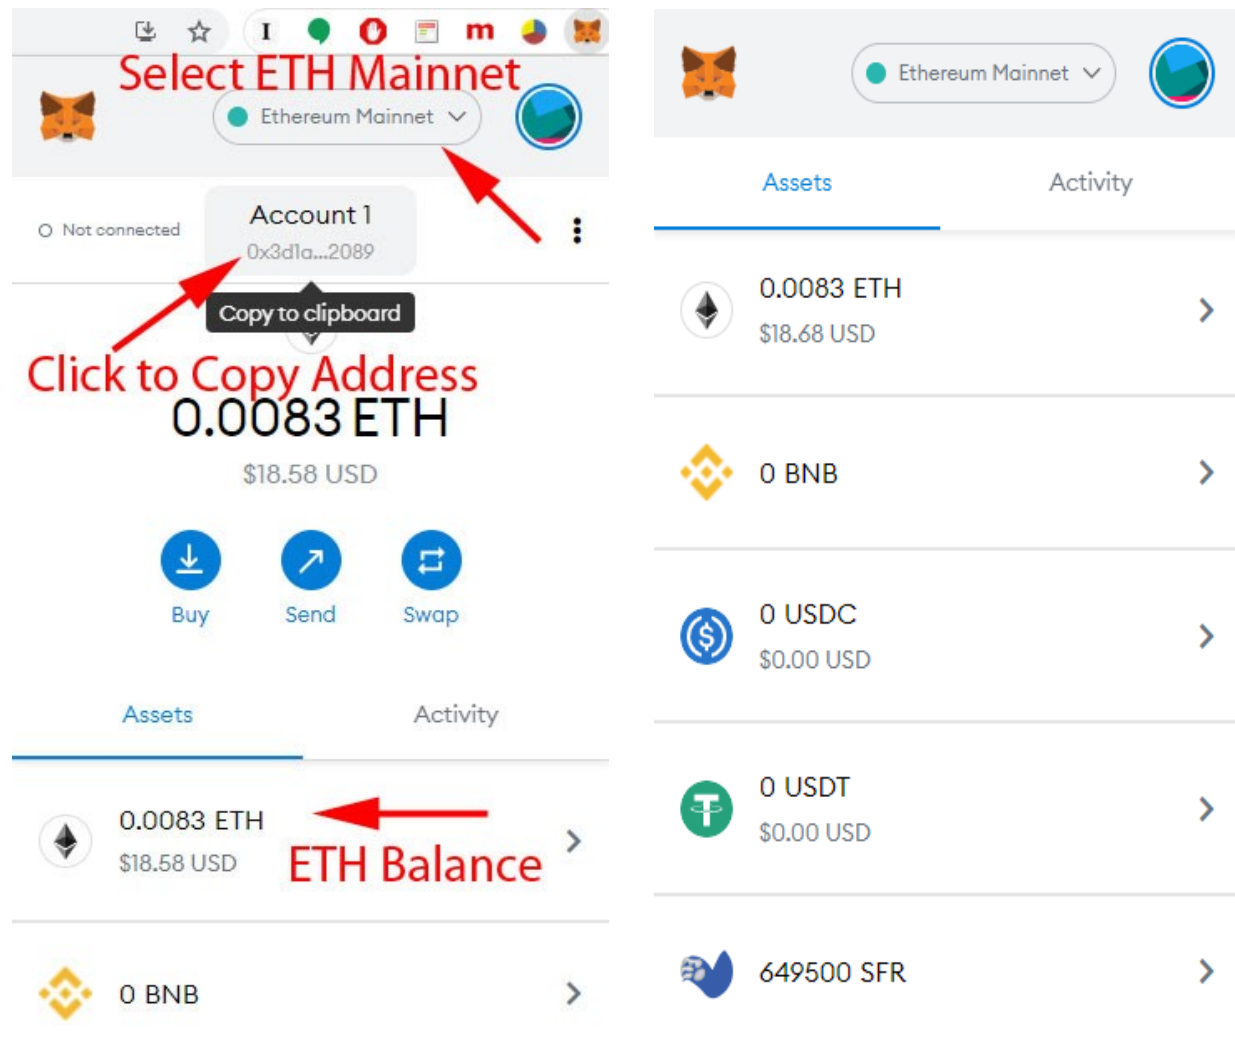 Select ETH Mainnet
Ethereum Mainnet
Not connected
Account 1
0x3d1a...2089
Copy to clipboard
Click to Copy Address
0.0083 ETH
$18.58 USD
Buy
Send
Swap
Assets
Activity
0.0083 ETH
$18.58 USD
ETH Balance
0 BNB
Ethereum Mainnet
Assets
Activity
0.0083 ETH
$18.68 USD
0 BNB
0 USDC
$0.00 USD
0 USDT
$0.00 USD
649500 SFR